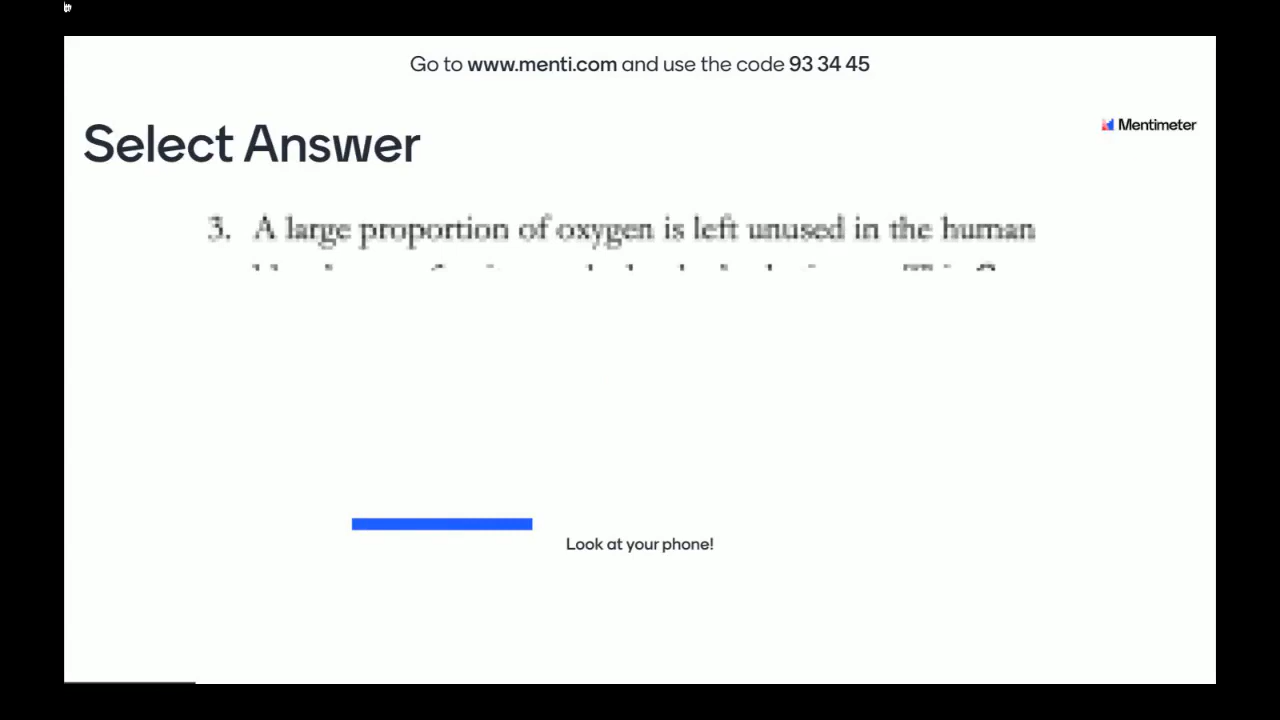 Go to www.menti.com and use the code 93 34 45
Mentimeter
Select Answer
3. A large proportion of oxygen is left unused in the human
Look at your phone!